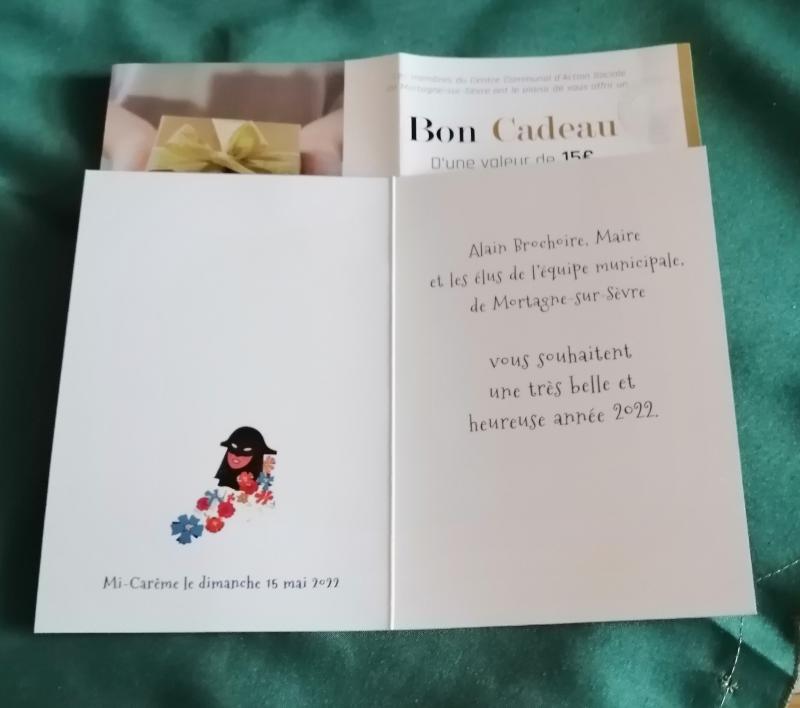 Les membres du Centre Communal d'Action Sociale
de Mortagne-sur-Sèvre ont le plaisir de vous offrir un
Bon Cadeau
D'une valeur de 15€
Alain Brochoire, Maire
et les élus de l'équipe municipale,
de Mortagne-sur-Sèvre
vous souhaitent
une très belle et
heureuse année 2022.
Mi-Carême le dimanche 15 mai 2022